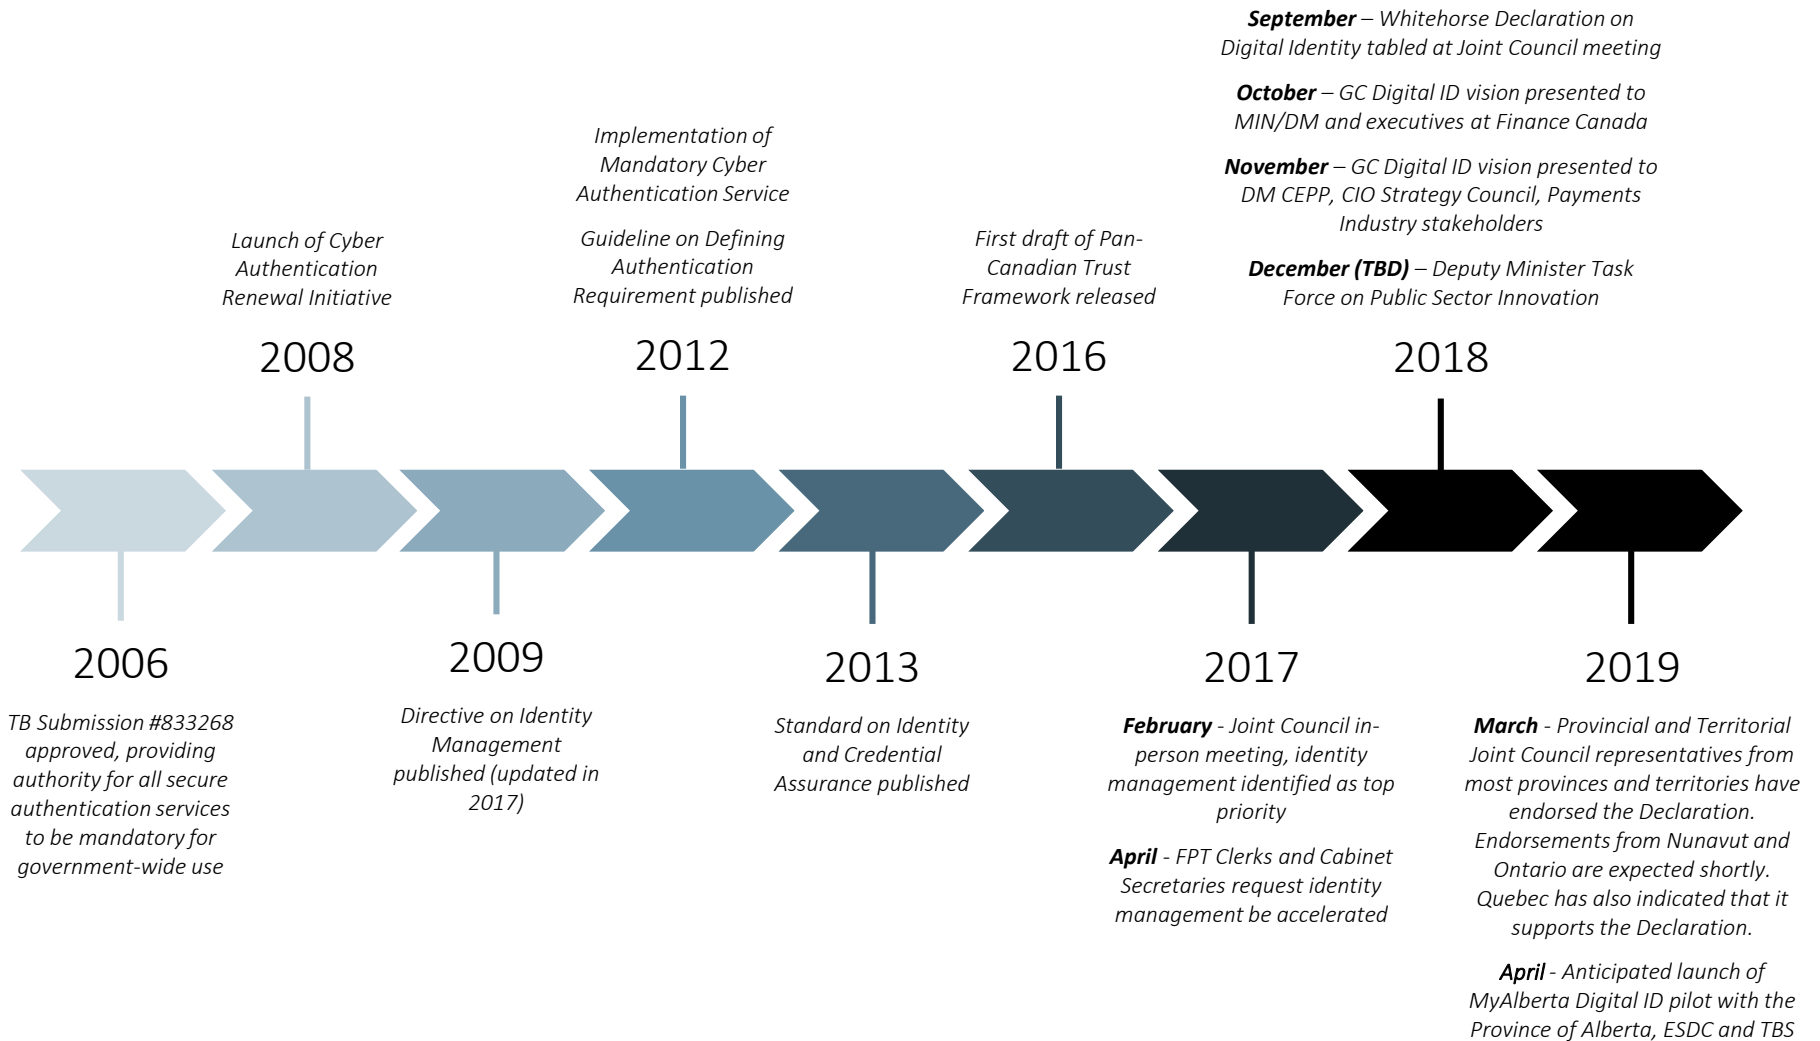 September – Whitehorse Declaration on
Digital Identity tabled at Joint Council meeting
October – GC Digital ID vision presented to
MIN/DM and executives at Finance Canada
November – GC Digital ID vision presented to
DM CEPP, CIO Strategy Council, Payments
Industry stakeholders
December (TBD) – Deputy Minister Task
Force on Public Sector Innovation
Implementation of
Mandatory Cyber
Authentication Service
Guideline on Defining
Authentication
Requirement published
Launch of Cyber
Authentication
Renewal Initiative
First draft of Pan-
Canadian Trust
Framework released
2008
2012
2016
2018
2006
2009
2013
2017
2019
TB Submission #833268
approved, providing
authority for all secure
authentication services
to be mandatory for
government-wide use
Directive on Identity
Management
published (updated in
2017)
Standard on Identity
and Credential
Assurance published
February - Joint Council in-
person meeting, identity
management identified as top
priority
April - FPT Clerks and Cabinet
Secretaries request identity
management be accelerated
March - Provincial and Territorial
Joint Council representatives from
most provinces and territories have
endorsed the Declaration.
Endorsements from Nunavut and
Ontario are expected shortly.
Quebec has also indicated that it
supports the Declaration.
April - Anticipated launch of
MyAlberta Digital ID pilot with the
Province of Alberta, ESDC and TBS